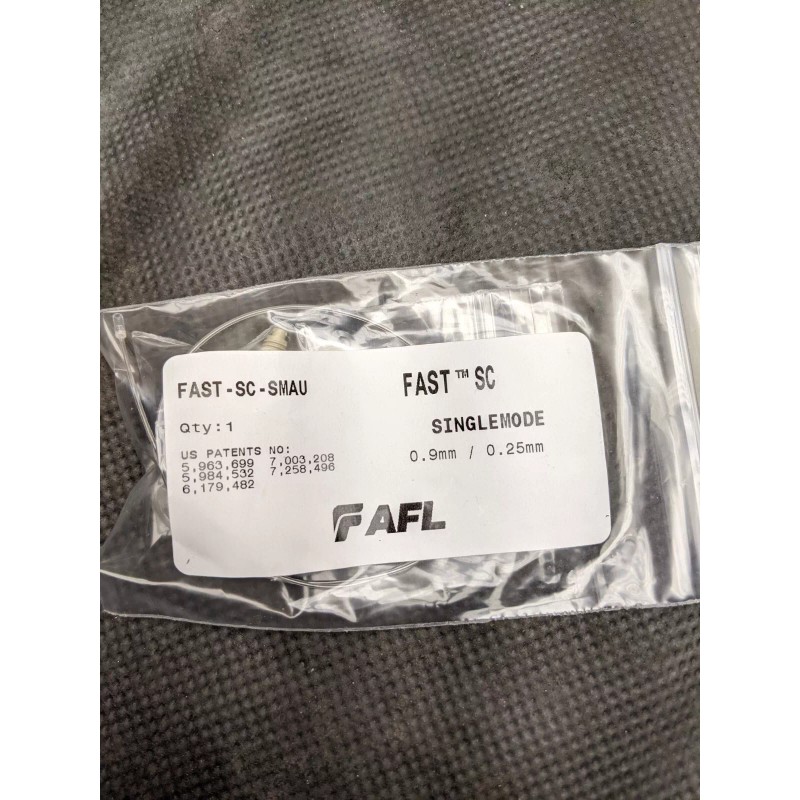 FAST-SC-SMAU
FAST™ SC
Qty:1
SINGLEMODE
US PATENTS NO:
5,963,699 7,003,208
5,984,532 7,258,496
6,179,482
0.9mm / 0.25mm
AFL